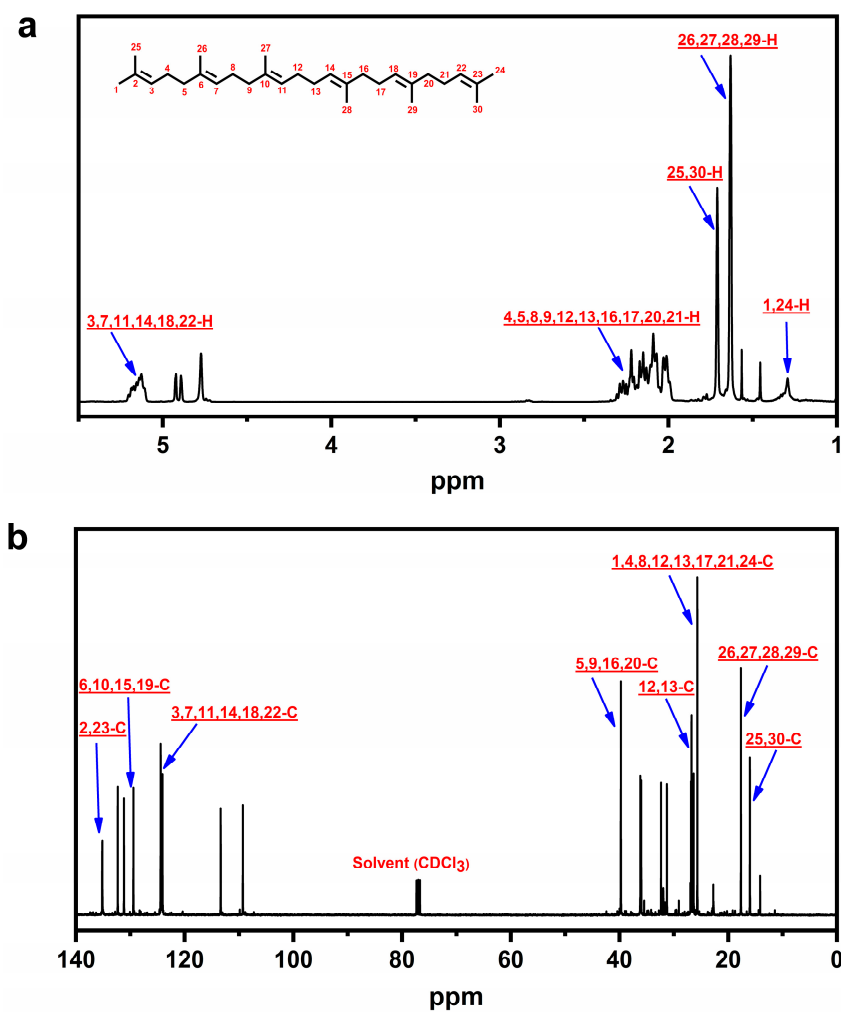 a
25
26
27
4
8
12
14
16
18
22
24
2
6
10
15
19
23
1
3
5
7
9
11
13
17
20
21
28
29
30
26,27,28,29-H
25,30-H
3,7,11,14,18,22-H
4,5,8,9,12,13,16,17,20,21-H
1,24-H
5
4
3
2
1
ppm
b
1,4,8,12,13,17,21,24-C
5,9,16,20-C
26,27,28,29-C
6,10,15,19-C
12,13-C
3,7,11,14,18,22-C
2,23-C
25,30-C
Solvent (CDCl3)
140
120
100
80
60
40
20
0
ppm